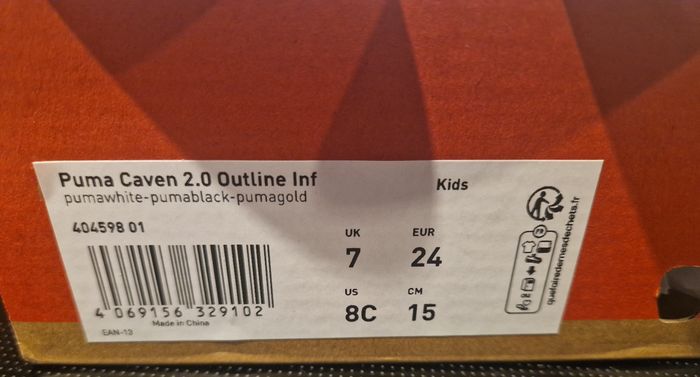 Puma Caven 2.0 Outline Inf
Kids
pumawhite-pumablack-pumagold
404598 01
UK
EUR
7
24
US
CM
8C
15
4 069156 329102
Made in China
EAN-13
FR
quefairedemesdechets.fr